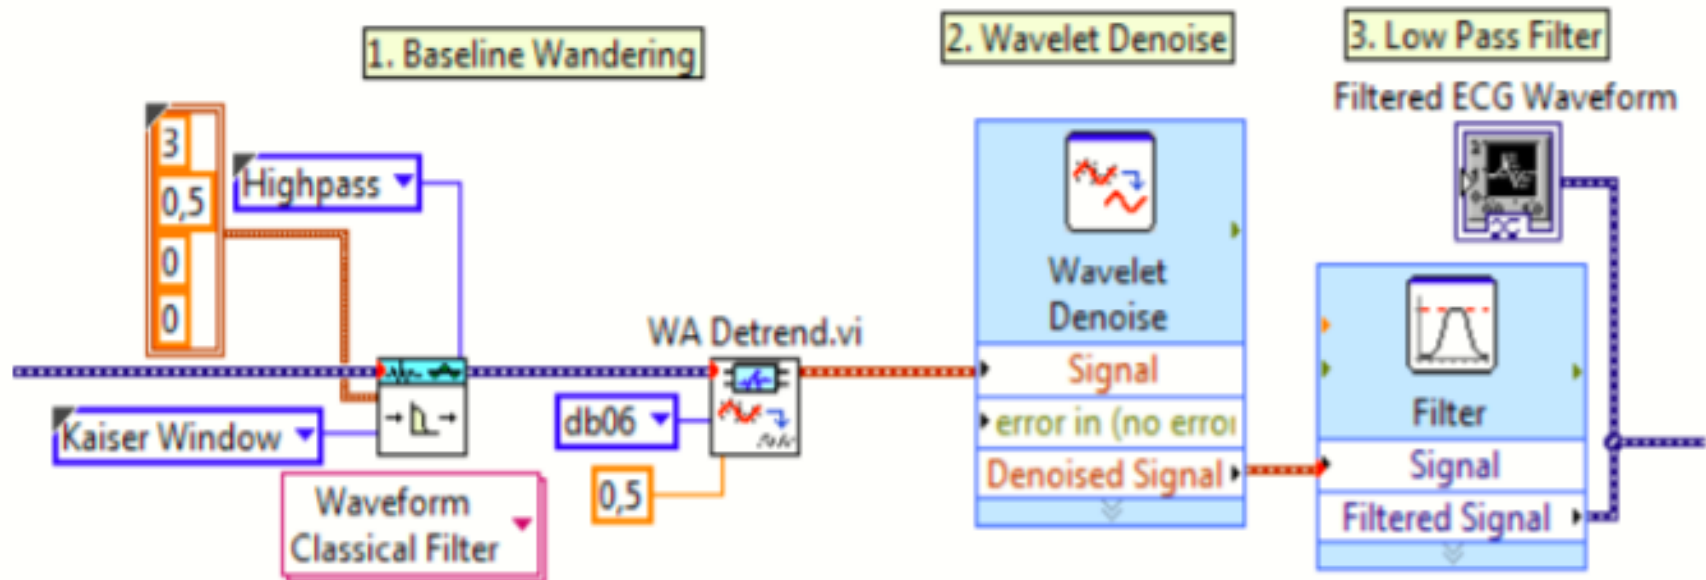 1. Baseline Wandering
2. Wavelet Denoise
3. Low Pass Filter
Filtered ECG Waveform
3
0,5
0
0
Highpass
Kaiser Window
Waveform
Classical Filter
WA Detrend.vi
db06
0,5
Wavelet
Denoise
Signal
error in (no erro
Denoised Signal
Filter
Signal
Filtered Signal